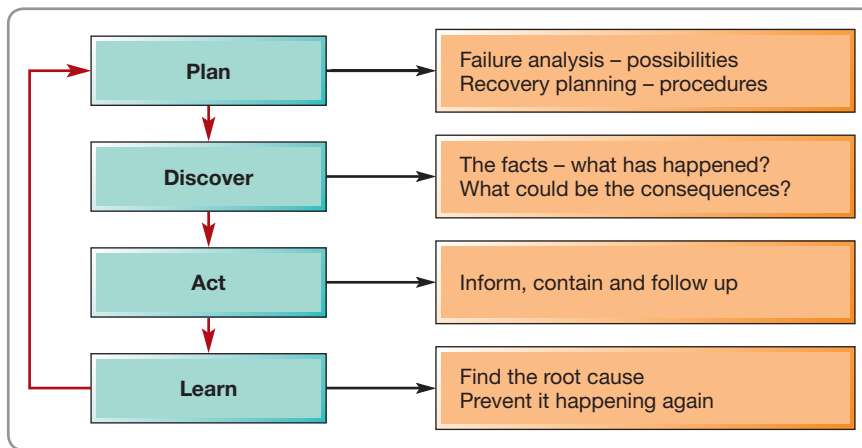 Plan
Failure analysis – possibilities
Recovery planning – procedures
Discover
The facts – what has happened?
What could be the consequences?
Act
Inform, contain and follow up
Learn
Find the root cause
Prevent it happening again